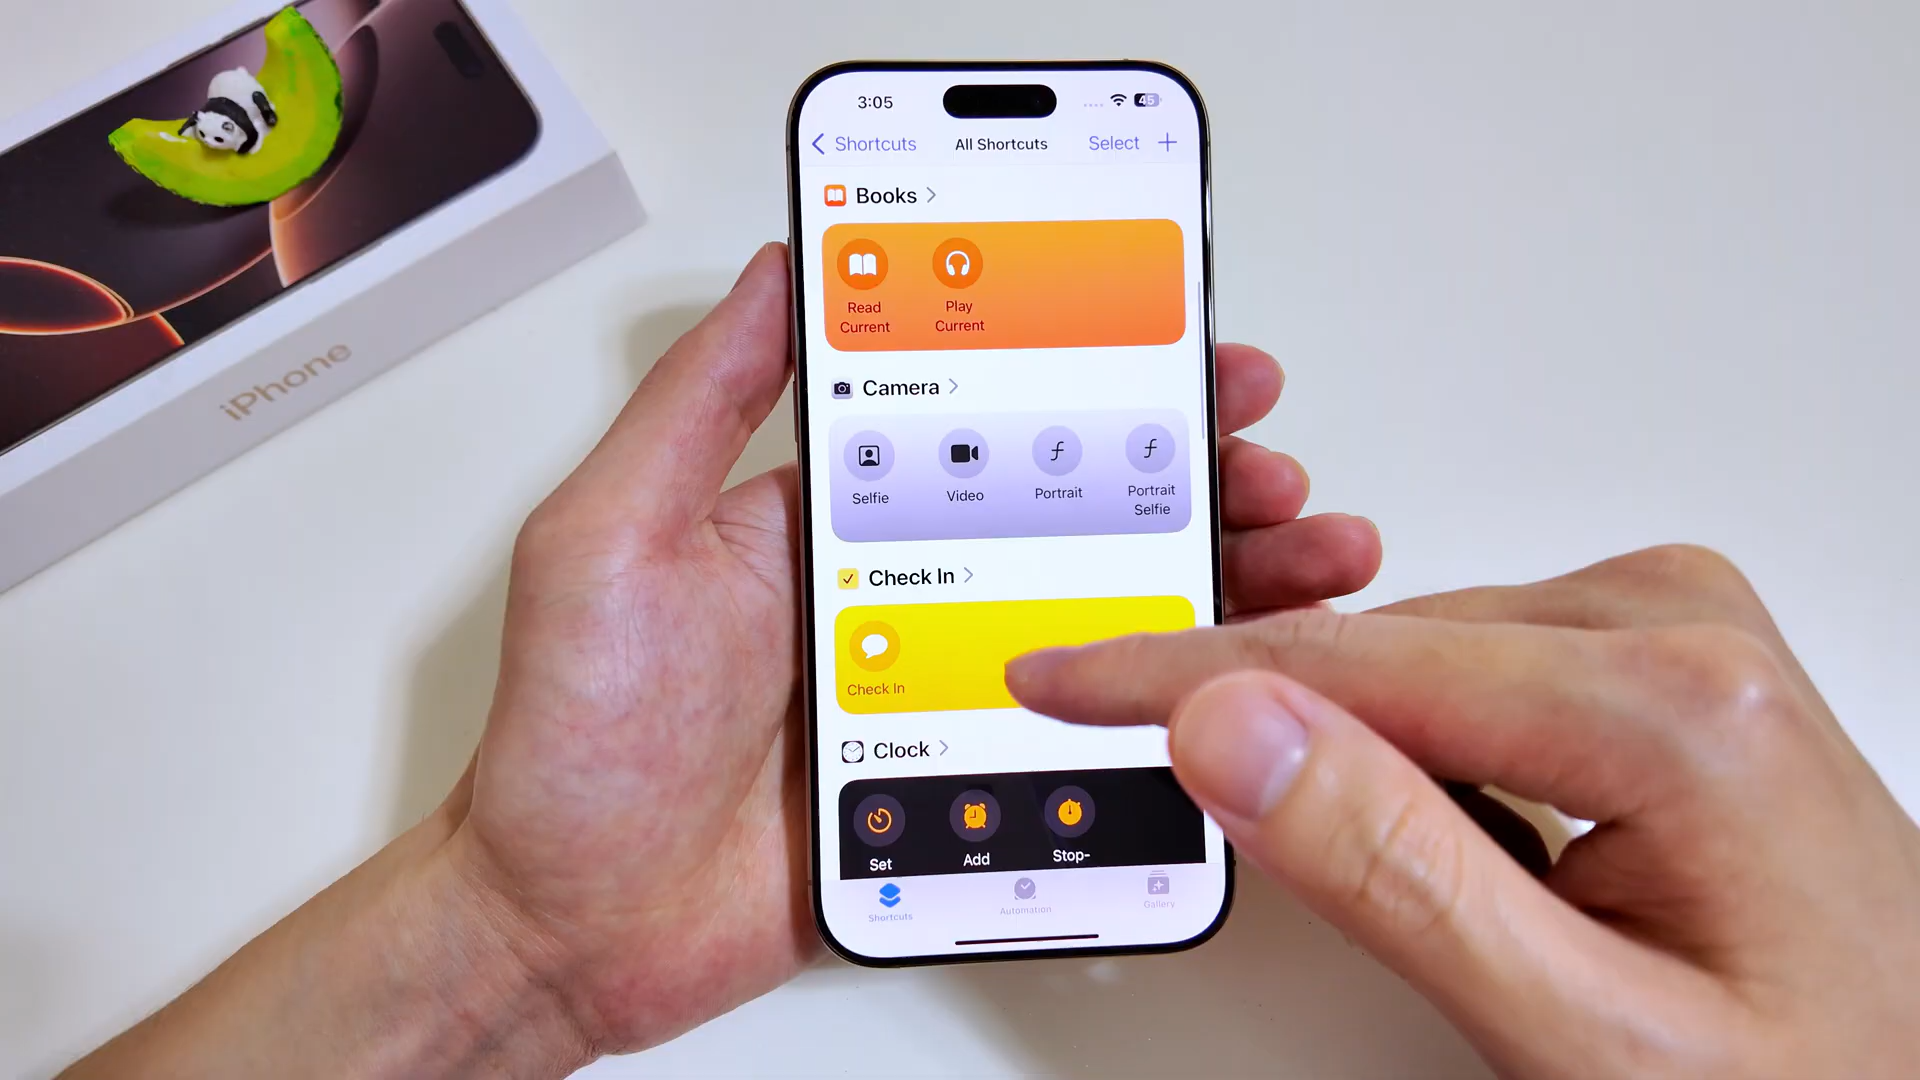 iPhone
3:05
45
Shortcuts
All Shortcuts
Select
Books
Read
Current
Play
Current
Camera
Selfie
Video
Portrait
Portrait
Selfie
Check In
Check In
Clock
Set
Add
Stop-
Shortcuts
Automation
Gallery